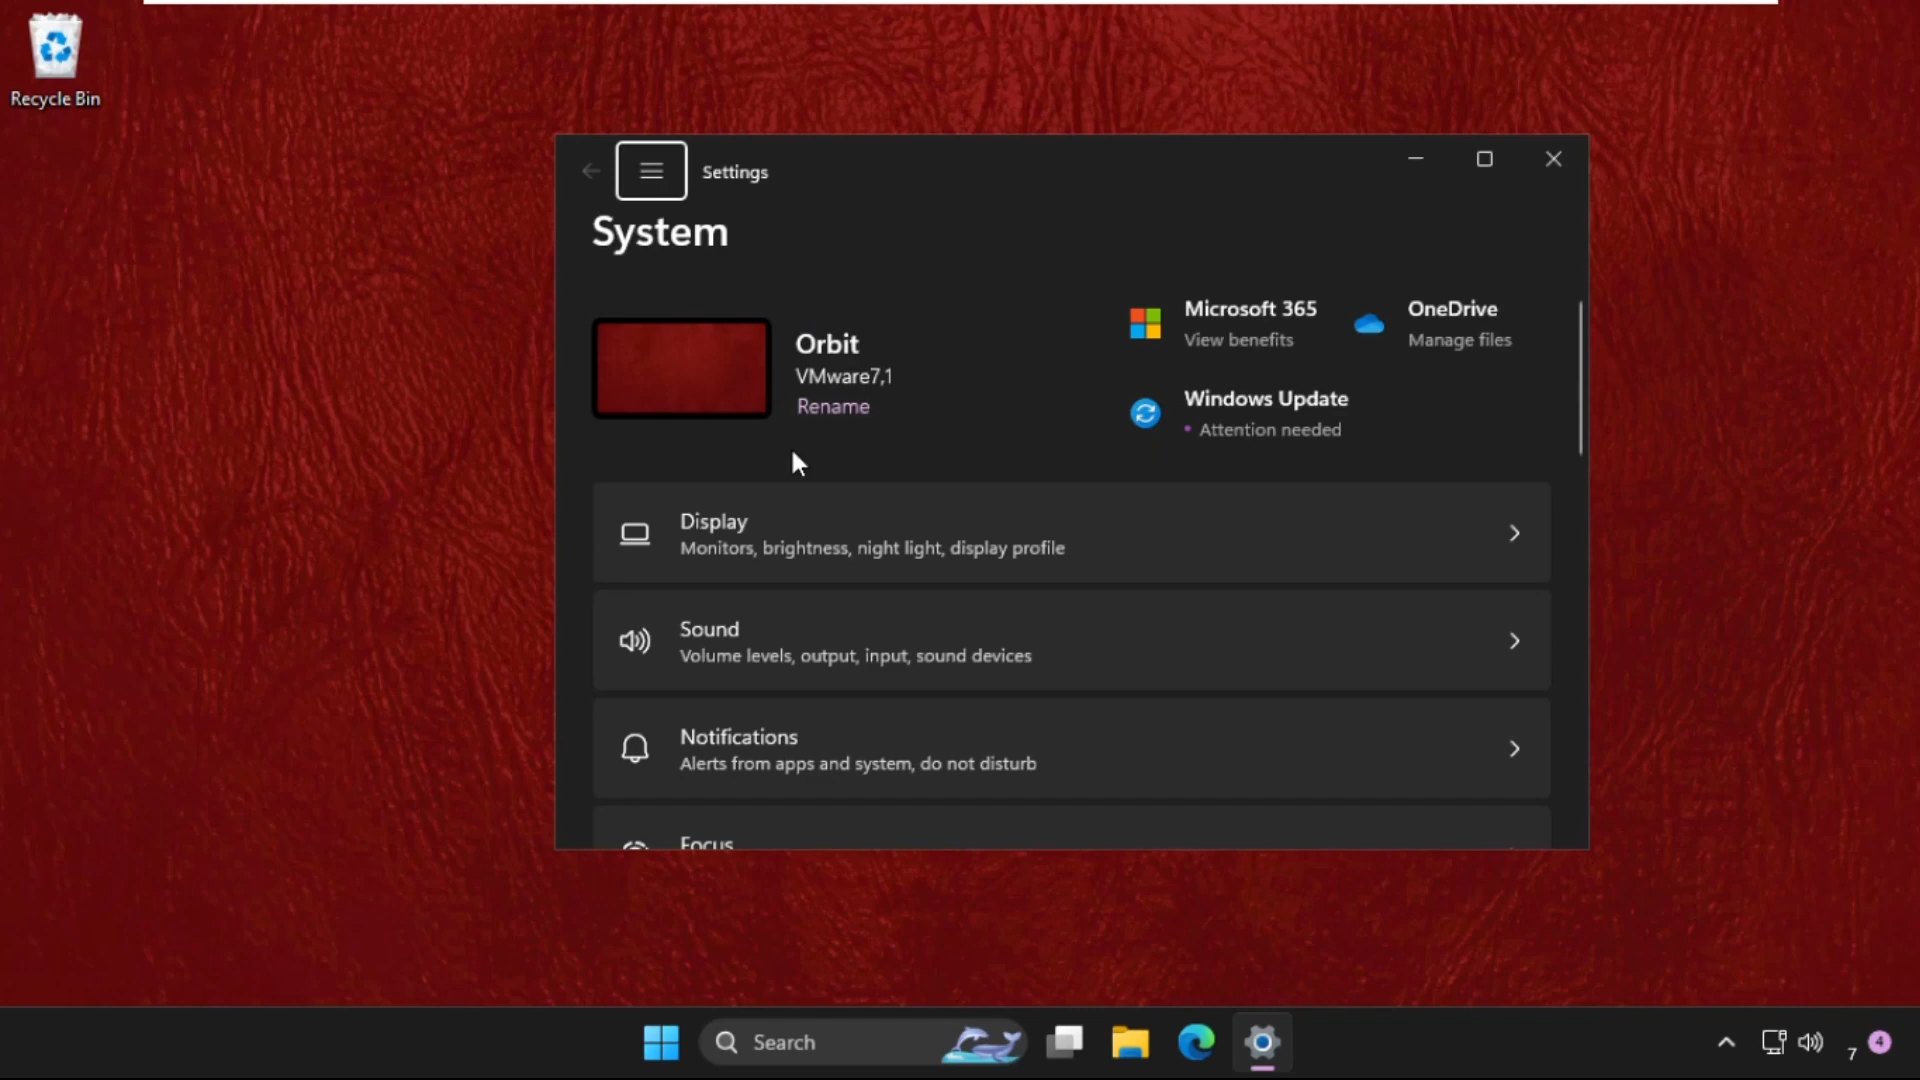 Recycle Bin
Settings
System
Orbit
VMware7,1
Rename
Microsoft 365
View benefits
OneDrive
Manage files
Windows Update
Attention needed
Display
Monitors, brightness, night light, display profile
Sound
Volume levels, output, input, sound devices
Notifications
Alerts from apps and system, do not disturb
Focus
Search
7
4